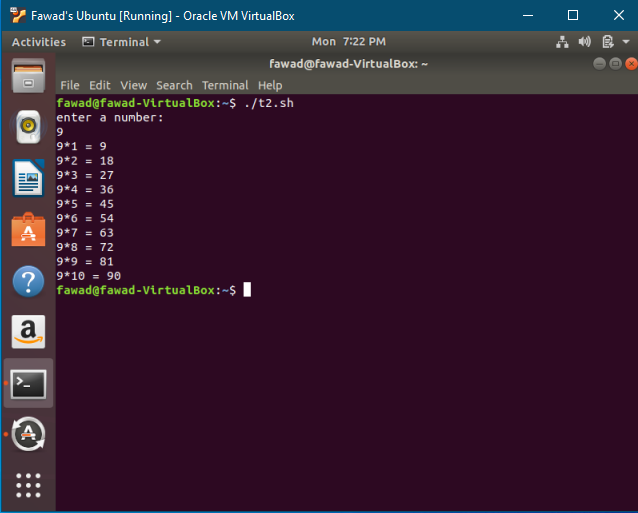 Fawad's Ubuntu [Running] - Oracle VM VirtualBox
Activities Terminal Mon 7:22 PM
fawad@fawad-VirtualBox: ~
File Edit View Search Terminal Help
fawad@fawad-VirtualBox:~$ ./t2.sh
enter a number:
9
9*1 = 9
9*2 = 18
9*3 = 27
9*4 = 36
9*5 = 45
9*6 = 54
9*7 = 63
9*8 = 72
9*9 = 81
9*10 = 90
fawad@fawad-VirtualBox:~$